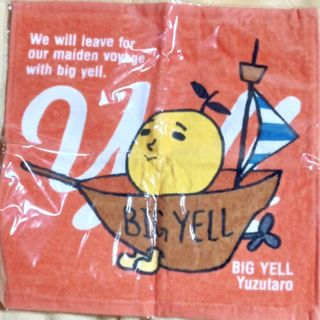 We will leave for
our maiden voyage
with big yell.
BIG YELL
BIG YELL
Yuzutaro